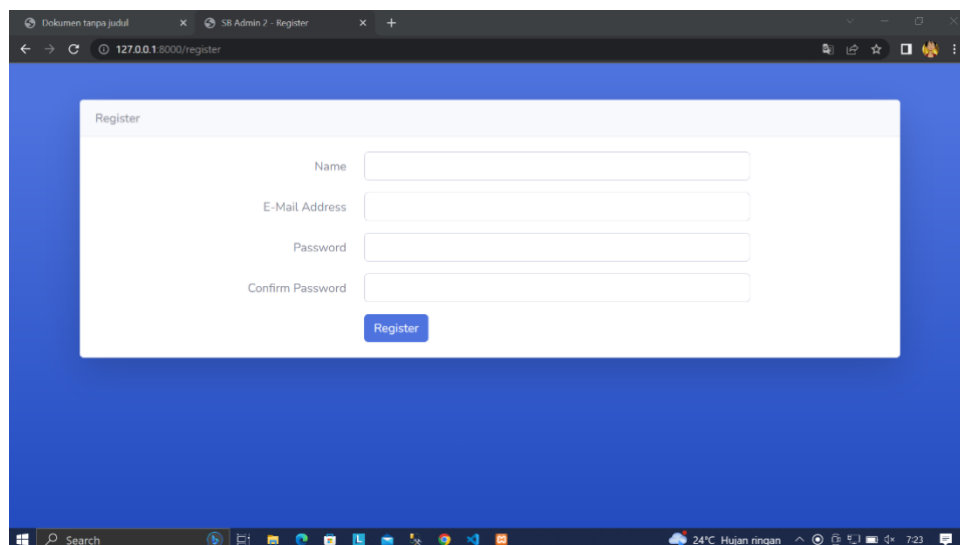 Dokumen tanpa judul
SB Admin 2 - Register
127.0.0.1:8000/register
Register
Name
E-Mail Address
Password
Confirm Password
Register
Search
24°C Hujan ringan
7:23